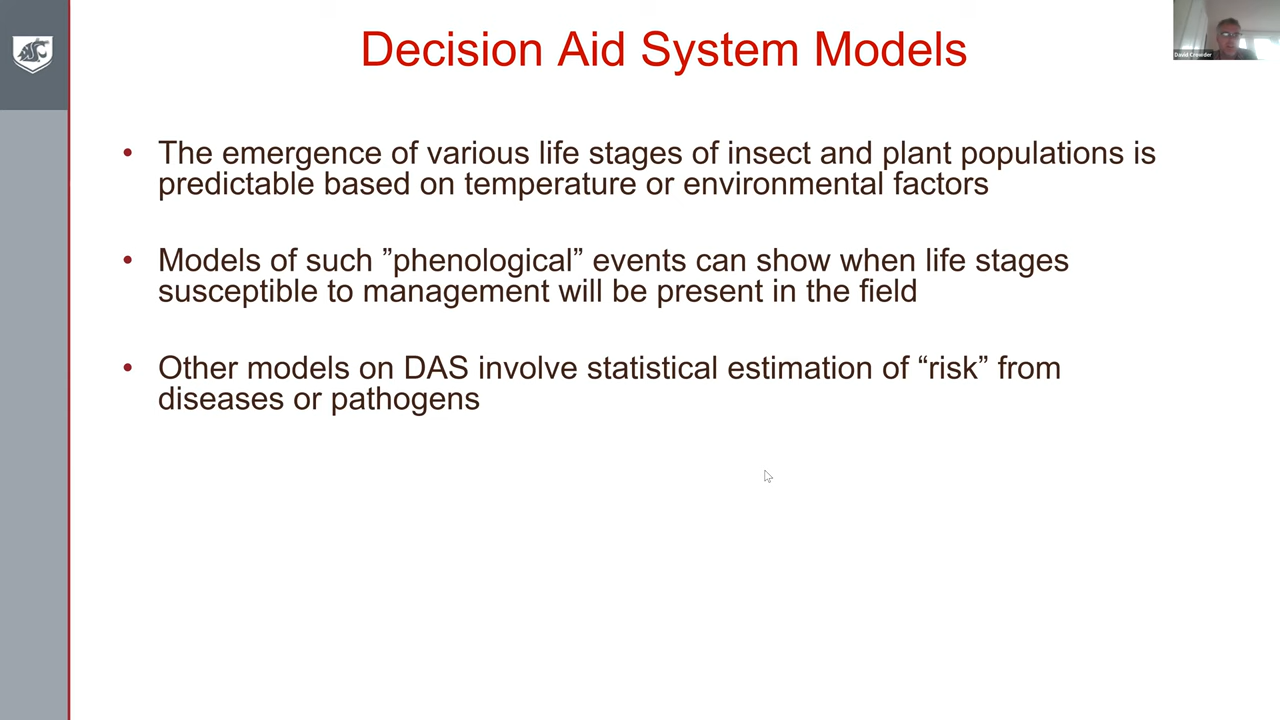 Decision Aid System Models
• The emergence of various life stages of insect and plant populations is
predictable based on temperature or environmental factors
• Models of such ”phenological” events can show when life stages
susceptible to management will be present in the field
• Other models on DAS involve statistical estimation of “risk” from
diseases or pathogens
David